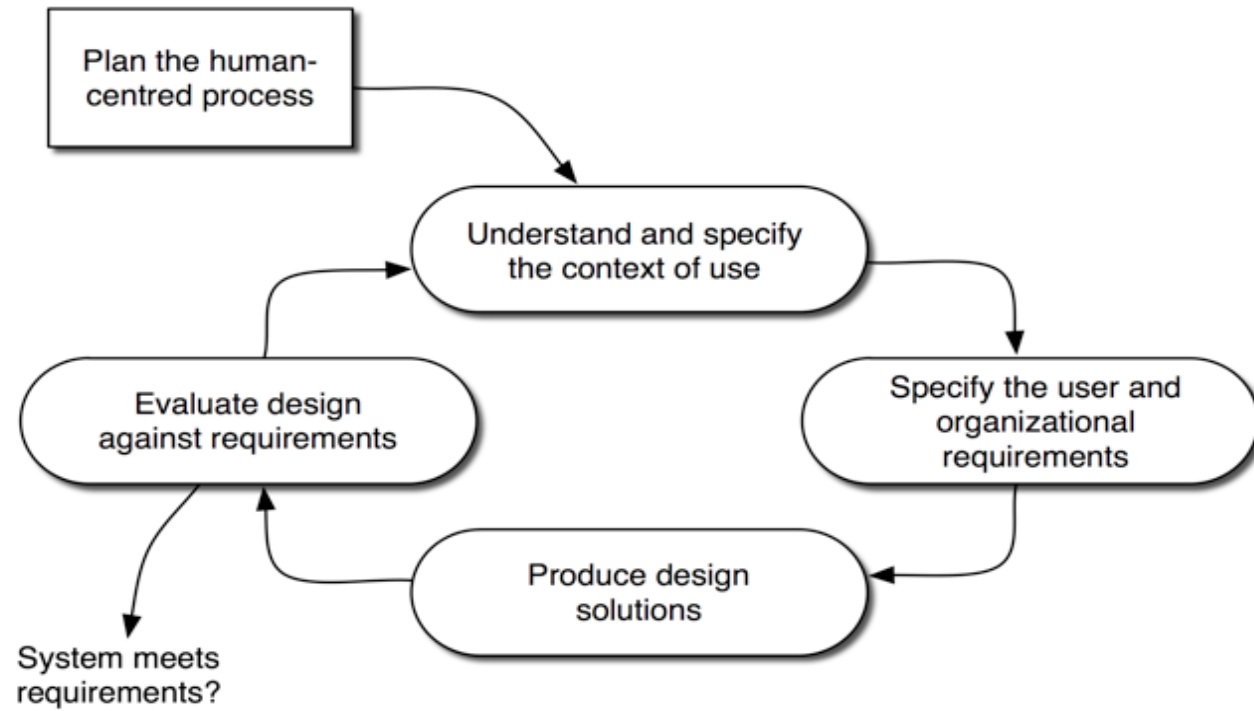 Plan the human-
centred process
Understand and specify
the context of use
Specify the user and
organizational
requirements
Produce design
solutions
Evaluate design
against requirements
System meets
requirements?